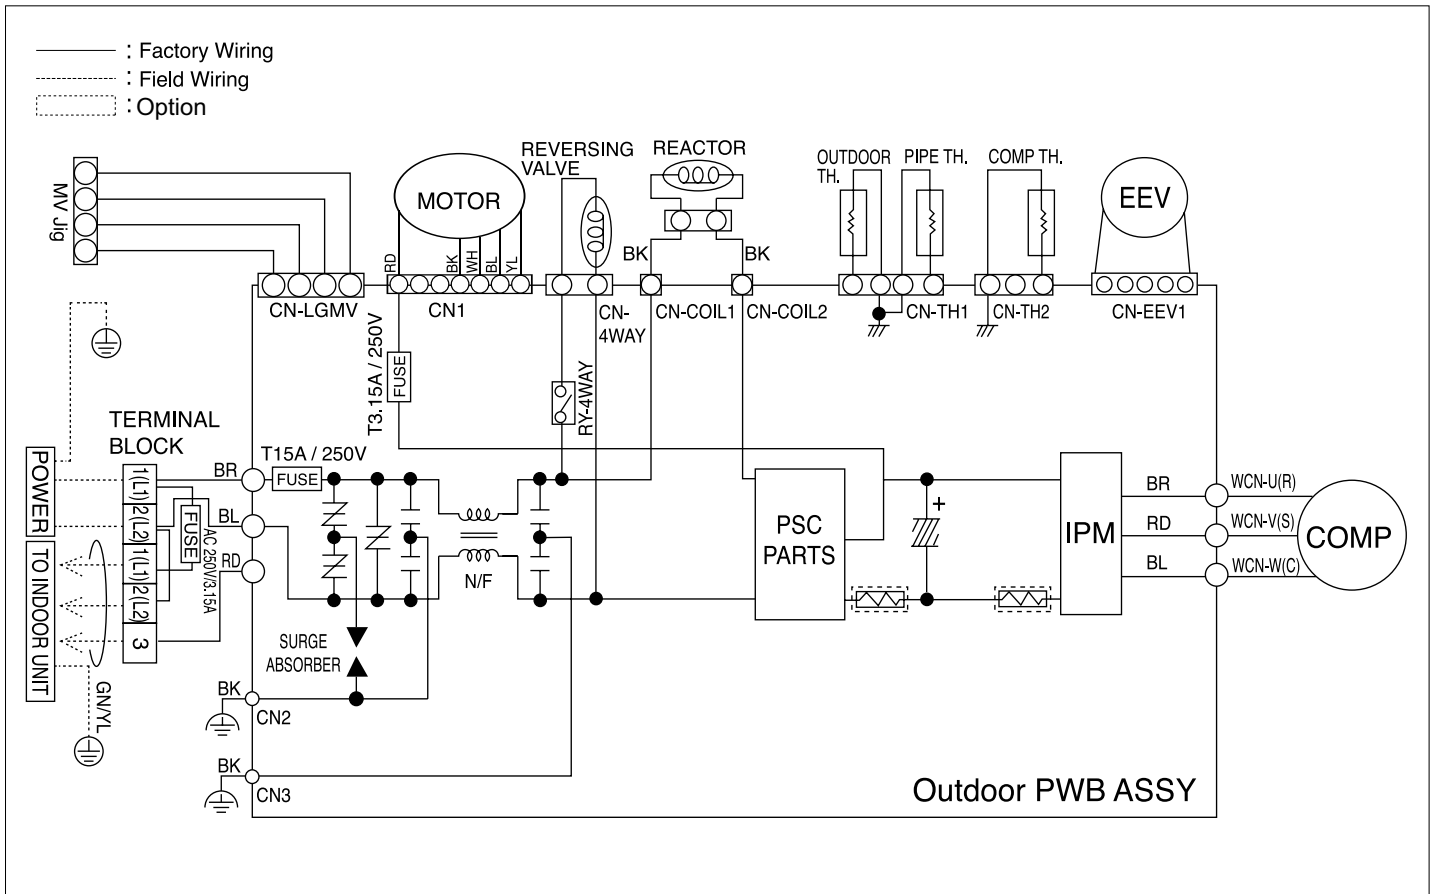 : Factory Wiring
: Field Wiring
: Option
MV Jig
MOTOR
RD
BK
WH
BL
YL
REVERSING
VALVE
REACTOR
BK
BK
OUTDOOR
TH.
PIPE TH.
COMP TH.
EEV
CN-LGMV
CN1
CN-
4WAY
CN-COIL1
CN-COIL2
CN-TH1
CN-TH2
CN-EEV1
T3.15A / 250V
FUSE
RY-4WAY
TERMINAL
BLOCK
POWER
TO INDOOR UNIT
1(L1)
2(L2)
1(L1)
2(L2)
3
FUSE
AC 250V/3.15A
BR
BL
RD
T15A / 250V
FUSE
N/F
SURGE
ABSORBER
PSC
PARTS
+
IPM
BR
RD
BL
WCN-U(R)
WCN-V(S)
WCN-W(C)
COMP
GN/YL
BK
CN2
BK
CN3
Outdoor PWB ASSY